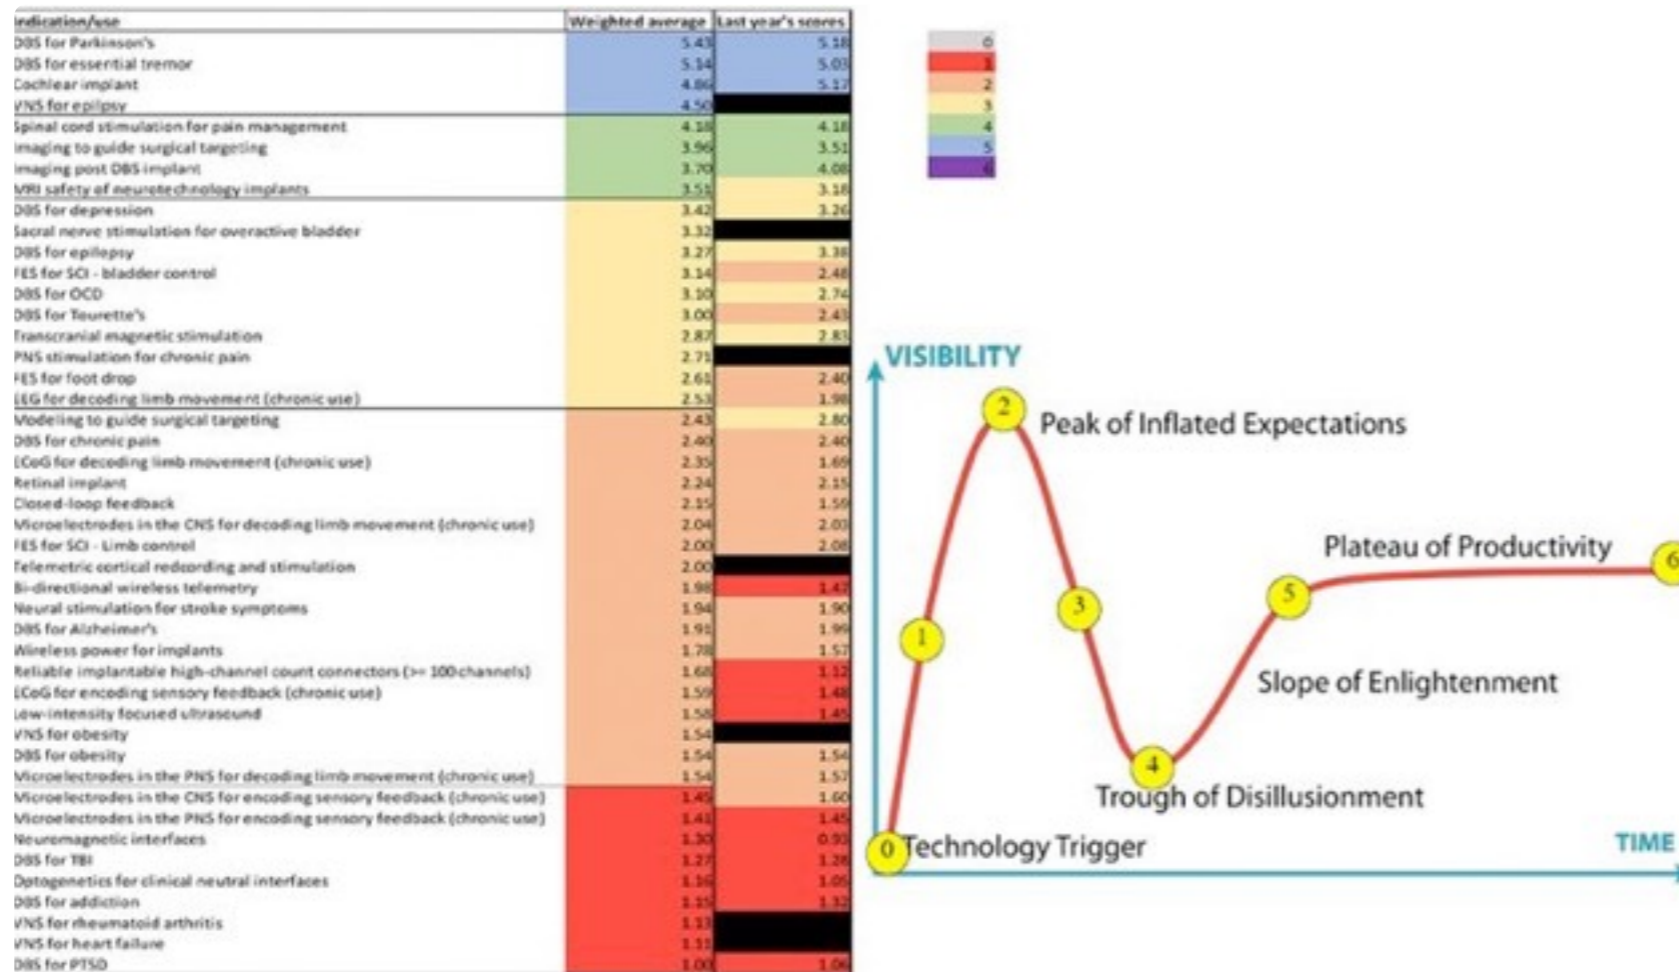 Indication/use Weighted average Last year's scores
DBS for Parkinson's 5.43 5.18
DBS for essential tremor 5.14 5.03
Cochlear implant 4.86 5.17
VNS for epilpsy 4.50
Spinal cord stimulation for pain management 4.18 4.18
Imaging to guide surgical targeting 3.96 3.51
Imaging post DBS implant 3.70 4.08
MRI safety of neurotechnology implants 3.51 3.18
DBS for depression 3.42 3.26
Sacral nerve stimulation for overactive bladder 3.32
DBS for epilepsy 3.27 3.38
FES for SCI - bladder control 3.14 2.48
DBS for OCD 3.10 2.74
DBS for Tourette's 3.00 2.43
Transcranial magnetic stimulation 2.87 2.83
PNS stimulation for chronic pain 2.71
FES for foot drop 2.61 2.40
EEG for decoding limb movement (chronic use) 2.53 1.98
Modeling to guide surgical targeting 2.43 2.80
DBS for chronic pain 2.40 2.40
ECoG for decoding limb movement (chronic use) 2.35 1.69
Retinal implant 2.24 2.15
Closed-loop feedback 2.15 1.59
Microelectrodes in the CNS for decoding limb movement (chronic use) 2.04 2.03
FES for SCI - Limb control 2.00 2.08
Telemetric cortical redcording and stimulation 2.00
Bi-directional wireless telemetry 1.98 1.47
Neural stimulation for stroke symptoms 1.94 1.90
DBS for Alzheimer's 1.91 1.99
Wireless power for implants 1.78 1.57
Reliable implantable high-channel count connectors (>= 100 channels) 1.68 1.12
ECoG for encoding sensory feedback (chronic use) 1.59 1.48
Low-intensity focused ultrasound 1.58 1.45
VNS for obesity 1.54
DBS for obesity 1.54 1.54
Microelectrodes in the PNS for decoding limb movement (chronic use) 1.54 1.57
Microelectrodes in the CNS for encoding sensory feedback (chronic use) 1.45 1.60
Microelectrodes in the PNS for encoding sensory feedback (chronic use) 1.41 1.45
Neuromagnetic interfaces 1.30 0.93
DBS for TBI 1.27 1.26
Optogenetics for clinical neutral interfaces 1.16 1.05
DBS for addiction 1.15 1.32
VNS for rheumatoid arthritis 1.13
VNS for heart failure 1.11
DBS for PTSD 1.00 1.06
0
1
2
3
4
5
6
VISIBILITY
2 Peak of Inflated Expectations
Plateau of Productivity
6
5
3
1
Slope of Enlightenment
4
Trough of Disillusionment
0 Technology Trigger
TIME